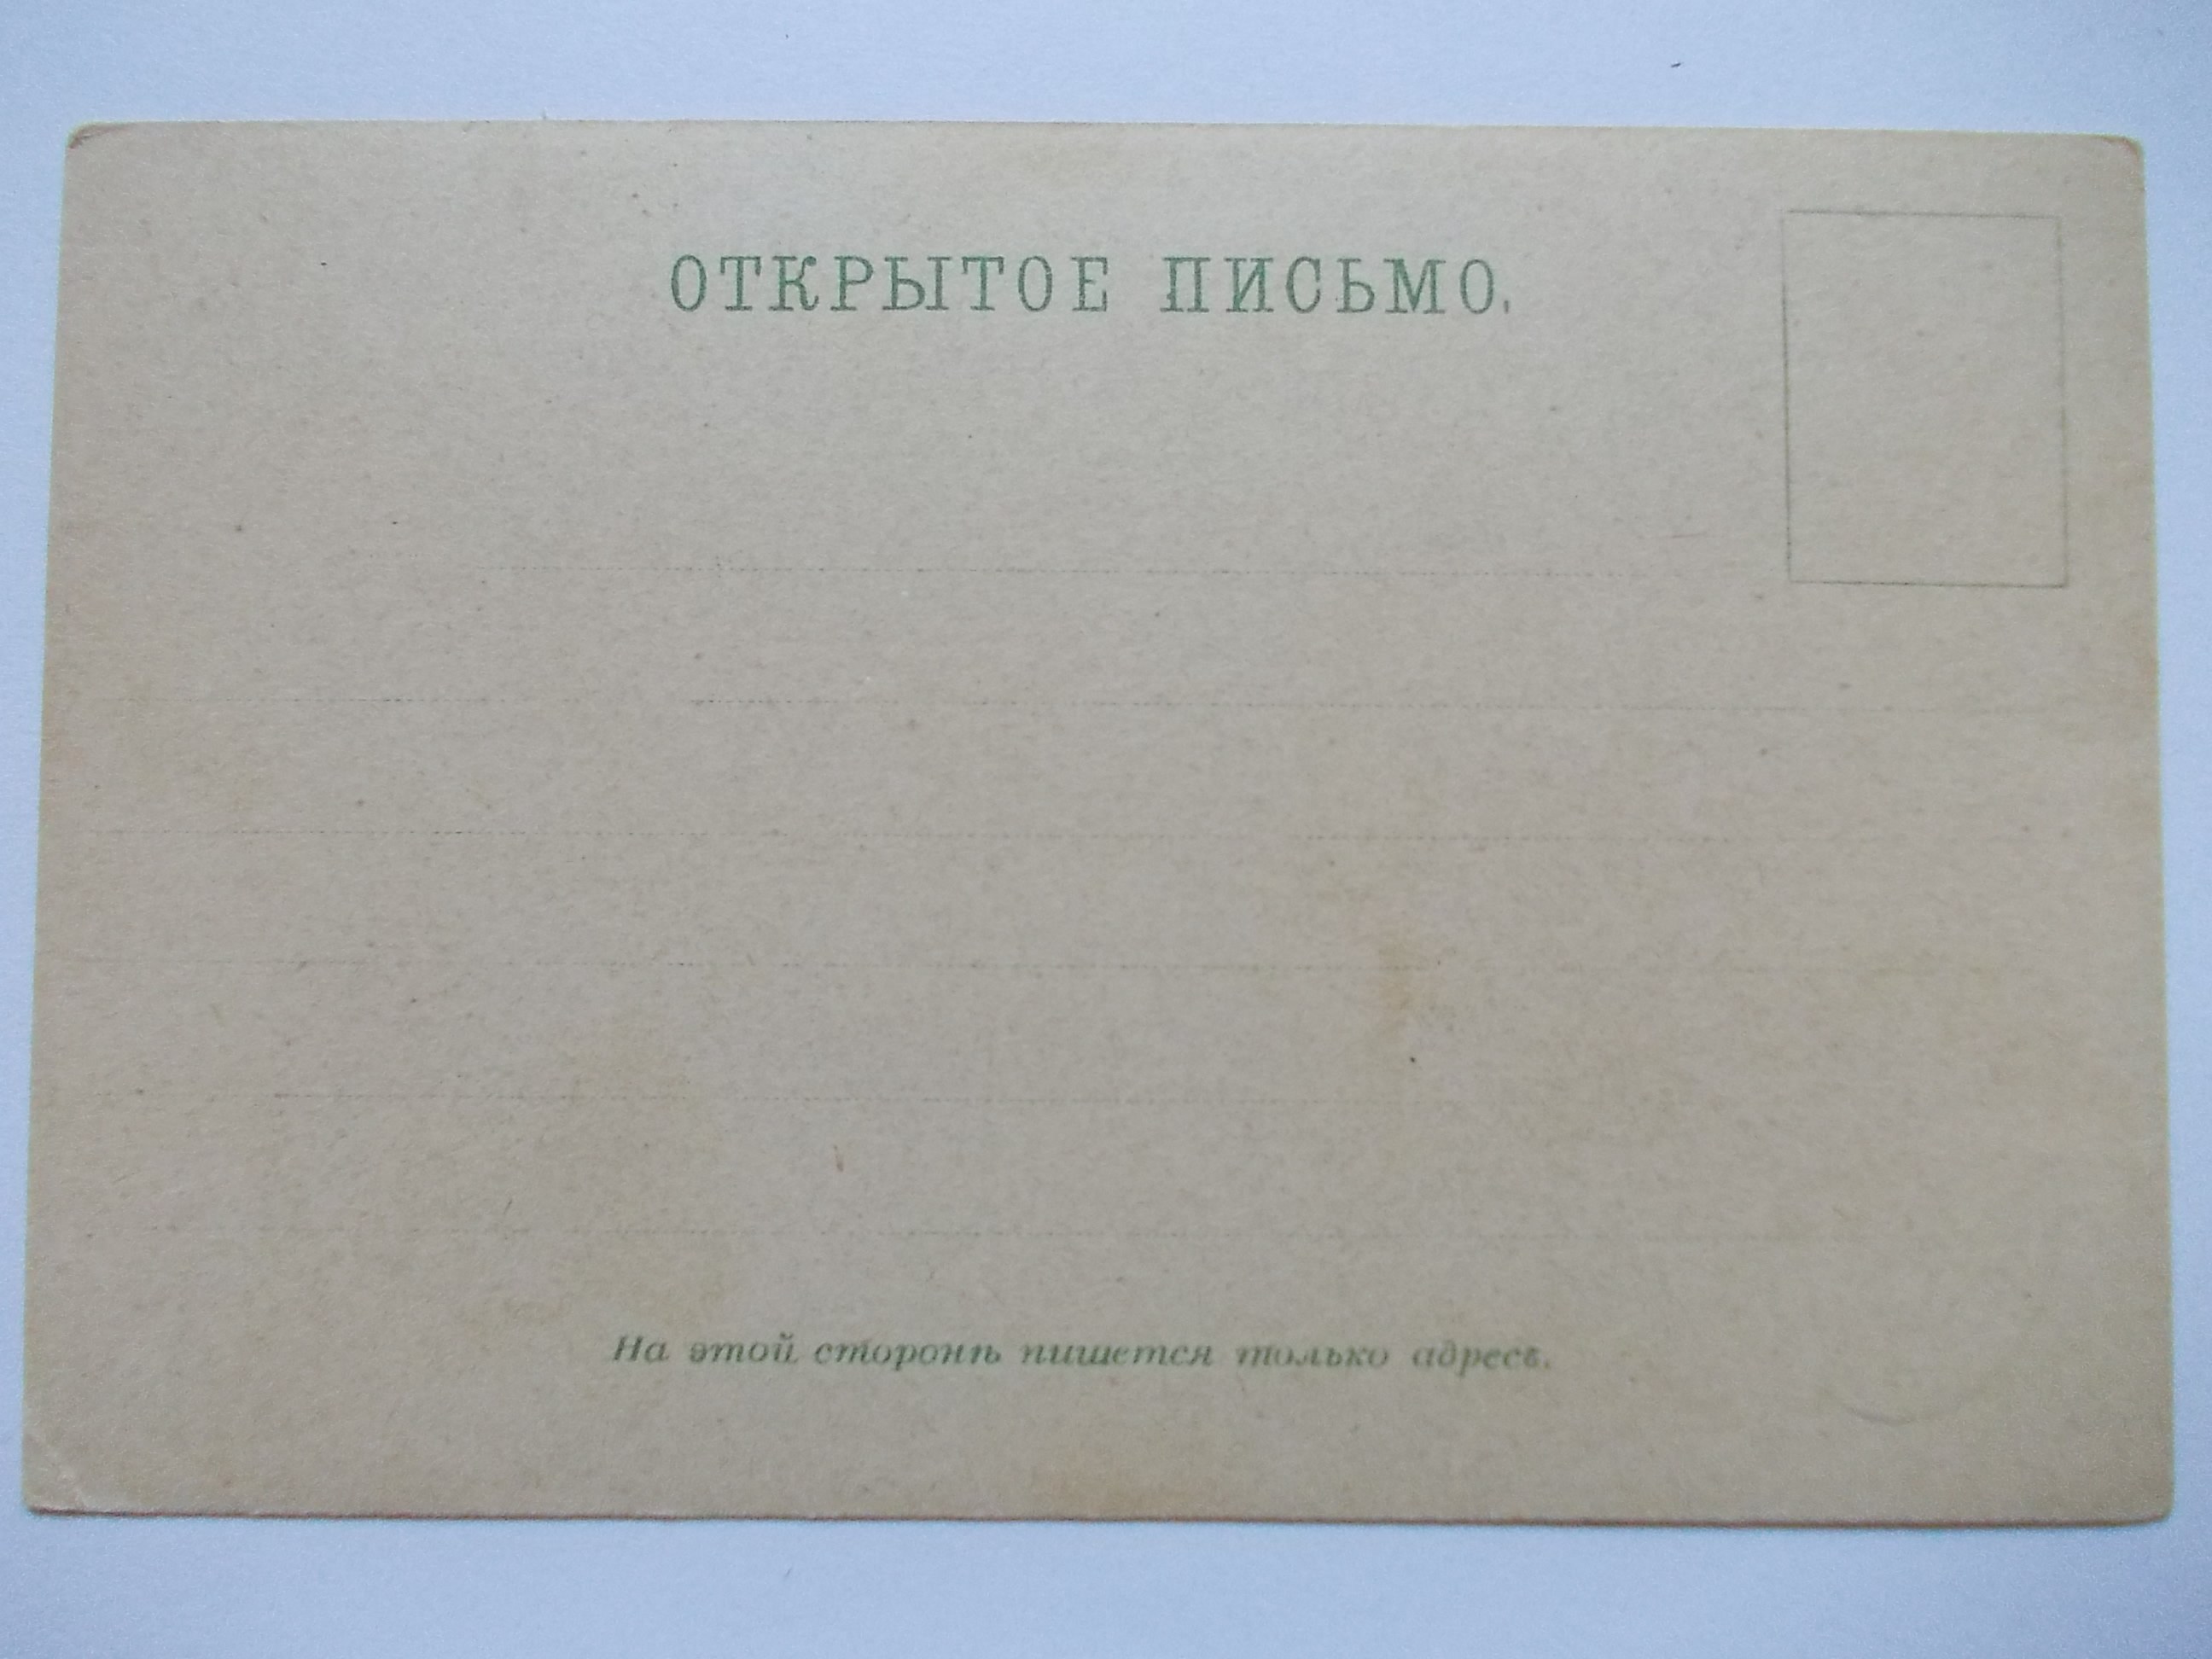 ОТКРЫТОЕ ПИСЬМО.
На этой сторонѣ пишется только адресъ.